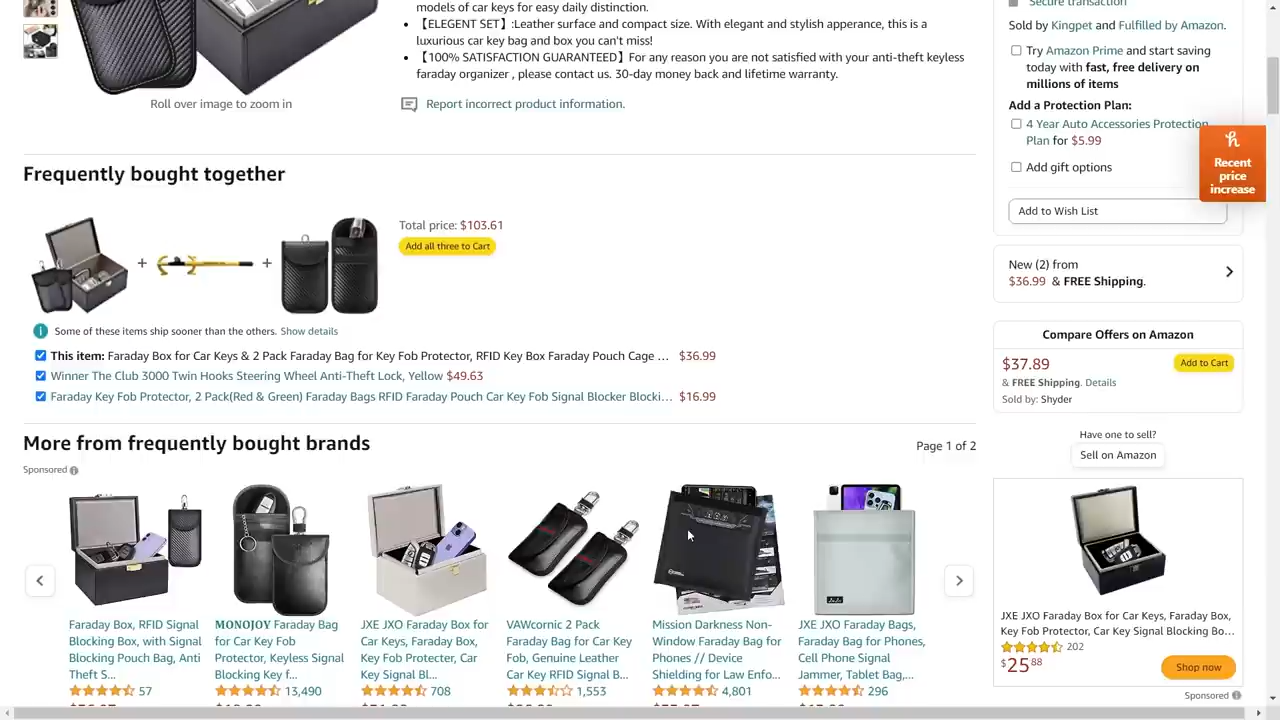 models of car keys for easy daily distinction.
【ELEGENT SET】:Leather surface and compact size. With elegant and stylish apperance, this is a
luxurious car key bag and box you can't miss!
【100% SATISFACTION GUARANTEED】For any reason you are not satisfied with your anti-theft keyless
faraday organizer , please contact us. 30-day money back and lifetime warranty.
Roll over image to zoom in
Report incorrect product information.
Secure transaction
Sold by Kingpet and Fulfilled by Amazon.
Try Amazon Prime and start saving
today with fast, free delivery on
millions of items
Add a Protection Plan:
4 Year Auto Accessories Protection
Plan for $5.99
Add gift options
Add to Wish List
Recent
price
increase
New (2) from
$36.99 & FREE Shipping.
Compare Offers on Amazon
$37.89
Add to Cart
& FREE Shipping. Details
Sold by: Shyder
Have one to sell?
Sell on Amazon
Frequently bought together
+
+
Total price: $103.61
Add all three to Cart
Some of these items ship sooner than the others. Show details
This item: Faraday Box for Car Keys & 2 Pack Faraday Bag for Key Fob Protector, RFID Key Box Faraday Pouch Cage … $36.99
Winner The Club 3000 Twin Hooks Steering Wheel Anti-Theft Lock, Yellow $49.63
Faraday Key Fob Protector, 2 Pack(Red & Green) Faraday Bags RFID Faraday Pouch Car Key Fob Signal Blocker Blocki… $16.99
More from frequently bought brands
Page 1 of 2
Sponsored
Faraday Box, RFID Signal
Blocking Box, with Signal
Blocking Pouch Bag, Anti
Theft S...
57
MONOJOY Faraday Bag
for Car Key Fob
Protector, Keyless Signal
Blocking Key f...
13,490
JXE JXO Faraday Box for
Car Keys, Faraday Box,
Key Fob Protecter, Car
Key Signal Bl...
708
VAWcornic 2 Pack
Faraday Bag for Car Key
Fob, Genuine Leather
Car Key RFID Signal B...
1,553
Mission Darkness Non-
Window Faraday Bag for
Phones // Device
Shielding for Law Enfo...
4,801
JXE JXO Faraday Bags,
Faraday Bag for Phones,
Cell Phone Signal
Jammer, Tablet Bag,...
296
JXE JXO Faraday Box for Car Keys, Faraday Box,
Key Fob Protector, Car Key Signal Blocking Bo...
202
$25 88
Shop now
Sponsored